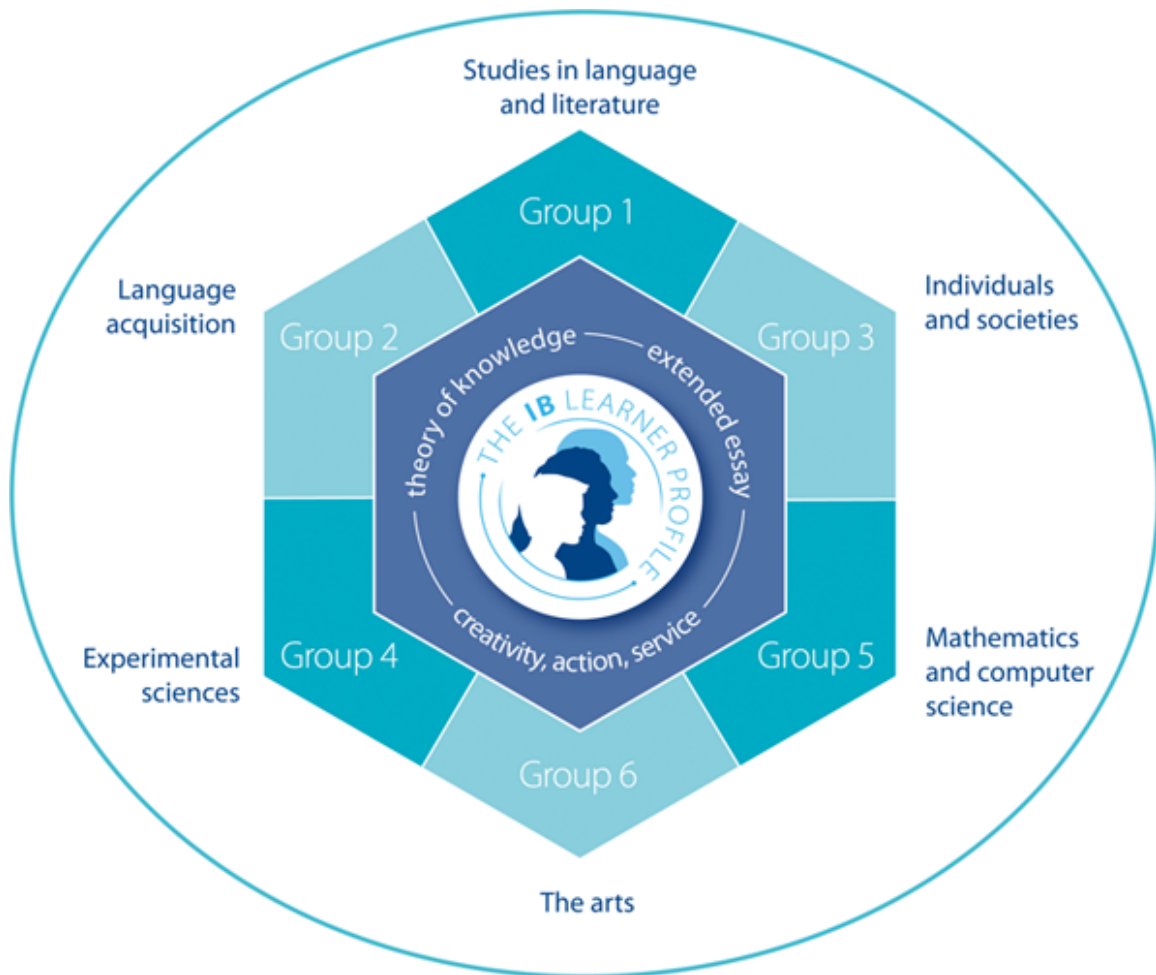 Studies in language
and literature
Group 1
Language
acquisition
Group 2
Group 3
Individuals
and societies
theory of knowledge
extended essay
THE IB LEARNER PROFILE
creativity, action, service
Experimental
sciences
Group 4
Group 5
Mathematics
and computer
science
Group 6
The arts